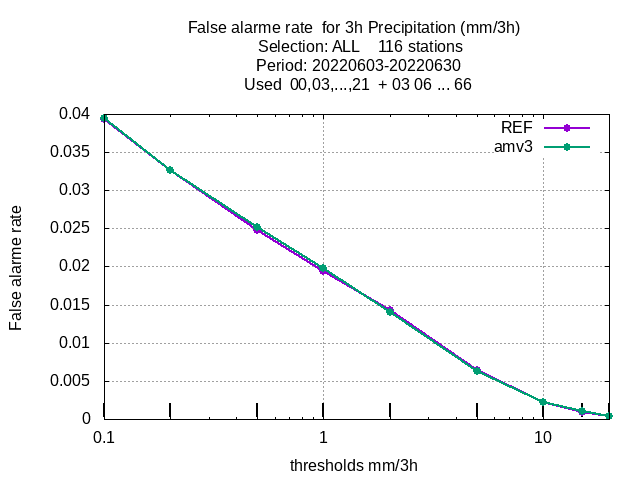 False alarme rate  for 3h Precipitation (mm/3h)
Selection: ALL    116 stations
Period: 20220603-20220630
Used  00,03,...,21  + 03 06 ... 66
REF
amv3
0.04
0.035
0.03
0.025
0.02
0.015
0.01
0.005
0
False alarme rate
0.1
1
10
thresholds mm/3h